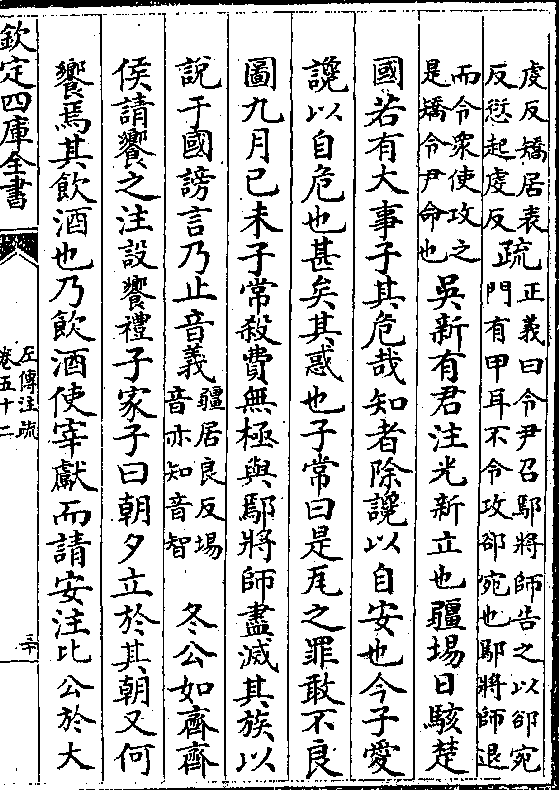 虔反矯居表
反愆起虔反
疏
正義曰令尹召鄢將師告之以郤宛
門有甲耳不令攻郤宛也鄢將師退
而令衆使攻之
是矯令尹命也
吳新有君注光新立也疆埸日駭楚
國若有大事子其危哉知者除讒以自安也今子愛
讒以自危也甚矣其惑也子常曰是瓦之罪敢不良
圖九月己未子常殺費無極與鄢將師盡滅其族以
說于國謗言乃止音義
疆居良反埸
音亦知音智
冬公如齊齊
侯請饗之注設饗禮子家子曰朝夕立於其朝又何
饗焉其飲酒也乃飲酒使宰獻而請安注比公於大
欽定四庫全書
左傳注疏
卷五十二
三十